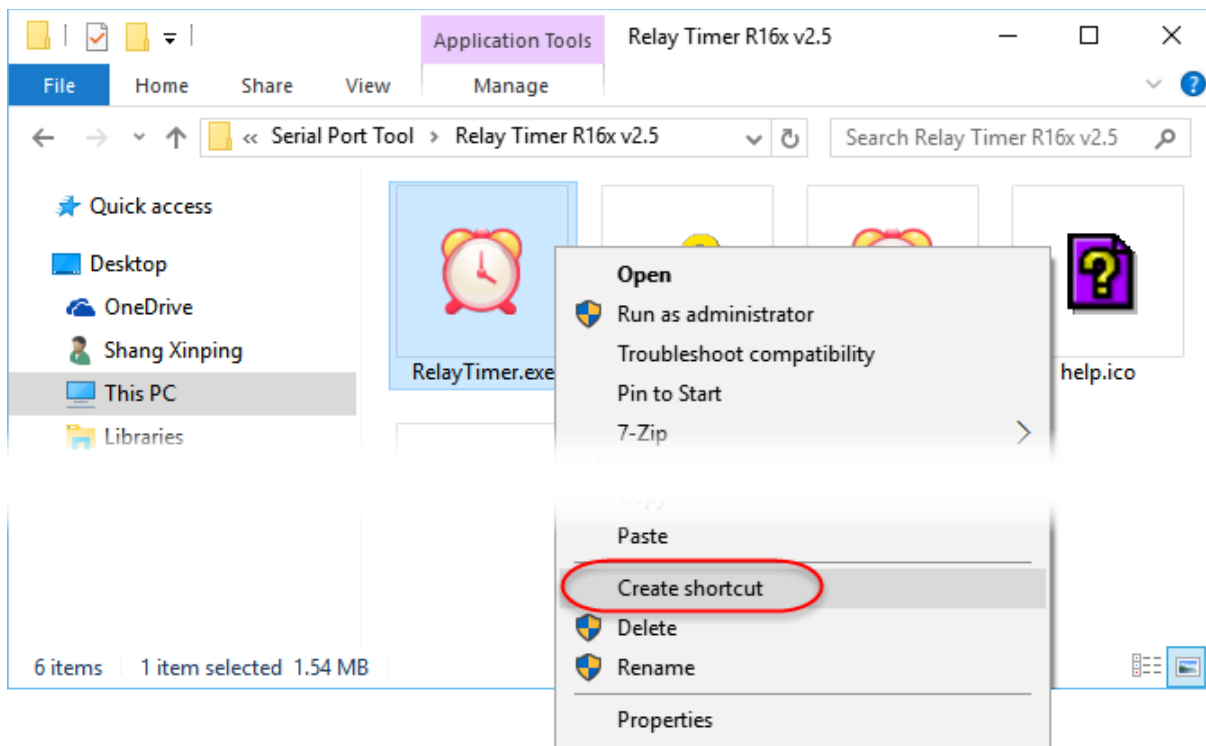 Application Tools
Relay Timer R16x v2.5
File
Home
Share
View
Manage
« Serial Port Tool > Relay Timer R16x v2.5
Search Relay Timer R16x v2.5
Quick access
Desktop
OneDrive
Shang Xinping
This PC
Libraries
RelayTimer.exe
help.ico
Open
Run as administrator
Troubleshoot compatibility
Pin to Start
7-Zip
Copy
Paste
Create shortcut
Delete
Rename
Properties
6 items
1 item selected 1.54 MB